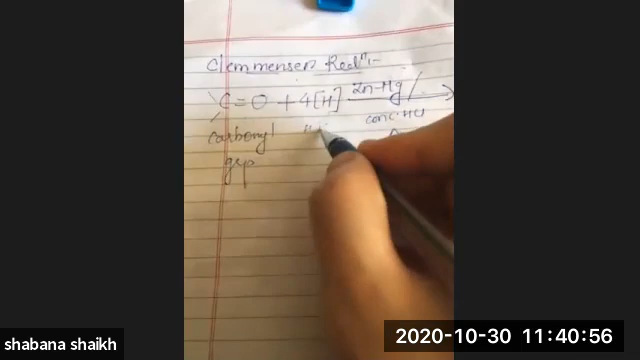 Clemmensen Redⁿ:-
C=O + 4[H] Zn-Hg/
conc. HCl
carbonyl
grp
shabana shaikh
2020-10-30 11:40:56